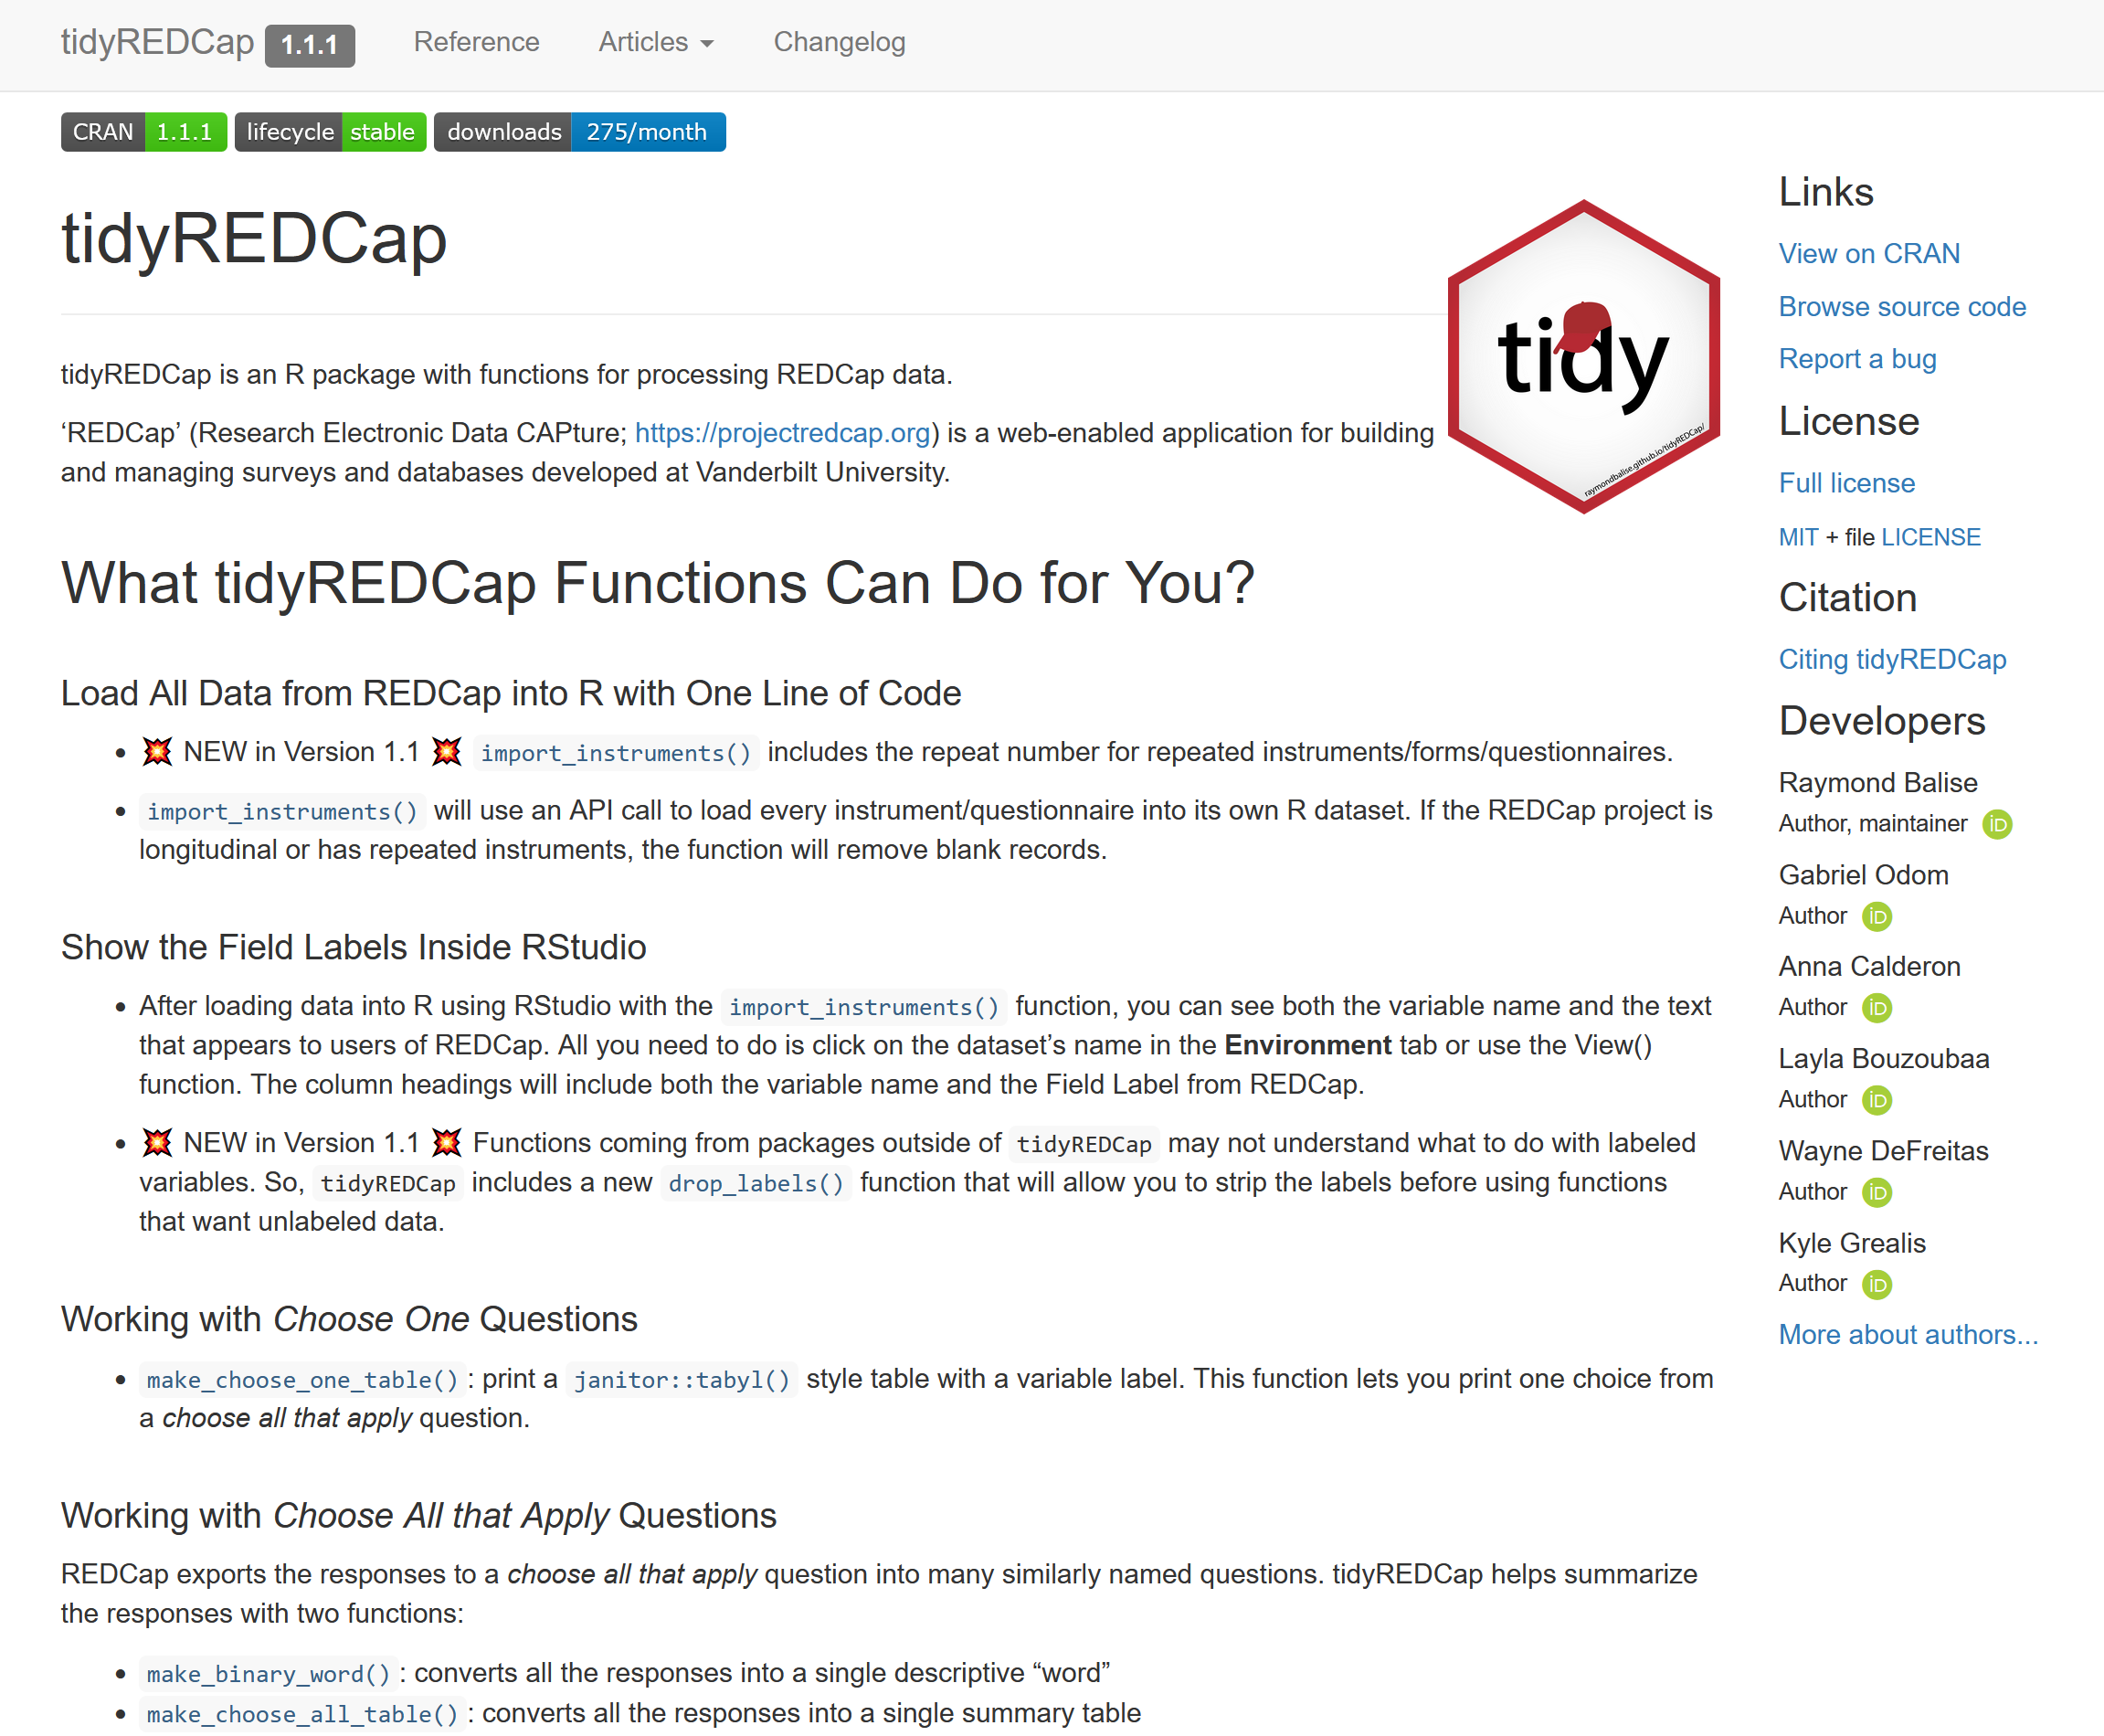 tidyREDCap 1.1.1 Reference Articles Changelog
CRAN 1.1.1 lifecycle stable downloads 275/month
tidyREDCap
tidyREDCap is an R package with functions for processing REDCap data.
‘REDCap’ (Research Electronic Data CAPture; https://projectredcap.org) is a web-enabled application for building
and managing surveys and databases developed at Vanderbilt University.
tidy
raymondbalise.github.io/tidyREDCap/
What tidyREDCap Functions Can Do for You?
Load All Data from REDCap into R with One Line of Code
• 💥 NEW in Version 1.1 💥 import_instruments() includes the repeat number for repeated instruments/forms/questionnaires.
• import_instruments() will use an API call to load every instrument/questionnaire into its own R dataset. If the REDCap project is
longitudinal or has repeated instruments, the function will remove blank records.
Show the Field Labels Inside RStudio
• After loading data into R using RStudio with the import_instruments() function, you can see both the variable name and the text
that appears to users of REDCap. All you need to do is click on the dataset’s name in the Environment tab or use the View()
function. The column headings will include both the variable name and the Field Label from REDCap.
• 💥 NEW in Version 1.1 💥 Functions coming from packages outside of tidyREDCap may not understand what to do with labeled
variables. So, tidyREDCap includes a new drop_labels() function that will allow you to strip the labels before using functions
that want unlabeled data.
Working with Choose One Questions
• make_choose_one_table() : print a janitor::tabyl() style table with a variable label. This function lets you print one choice from
a choose all that apply question.
Working with Choose All that Apply Questions
REDCap exports the responses to a choose all that apply question into many similarly named questions. tidyREDCap helps summarize
the responses with two functions:
• make_binary_word() : converts all the responses into a single descriptive “word”
• make_choose_all_table() : converts all the responses into a single summary table
Links
View on CRAN
Browse source code
Report a bug
License
Full license
MIT + file LICENSE
Citation
Citing tidyREDCap
Developers
Raymond Balise
Author, maintainer iD
Gabriel Odom
Author iD
Anna Calderon
Author iD
Layla Bouzoubaa
Author iD
Wayne DeFreitas
Author iD
Kyle Grealis
Author iD
More about authors...